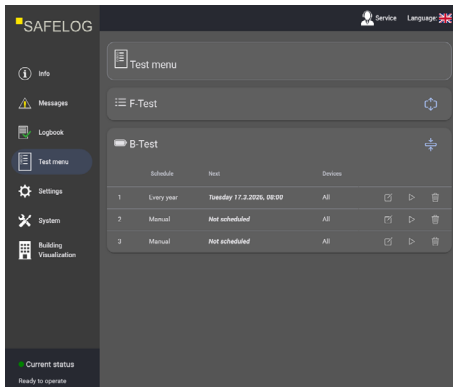 SAFELOG
Service Language:
Info
Messages
Logbook
Test menu
Settings
System
Building
Visualization
Current status
Ready to operate
Test menu
F-Test
B-Test
Schedule Next Devices
1 Every year Tuesday 17.3.2026, 08:00 All
2 Manual Not scheduled All
3 Manual Not scheduled All